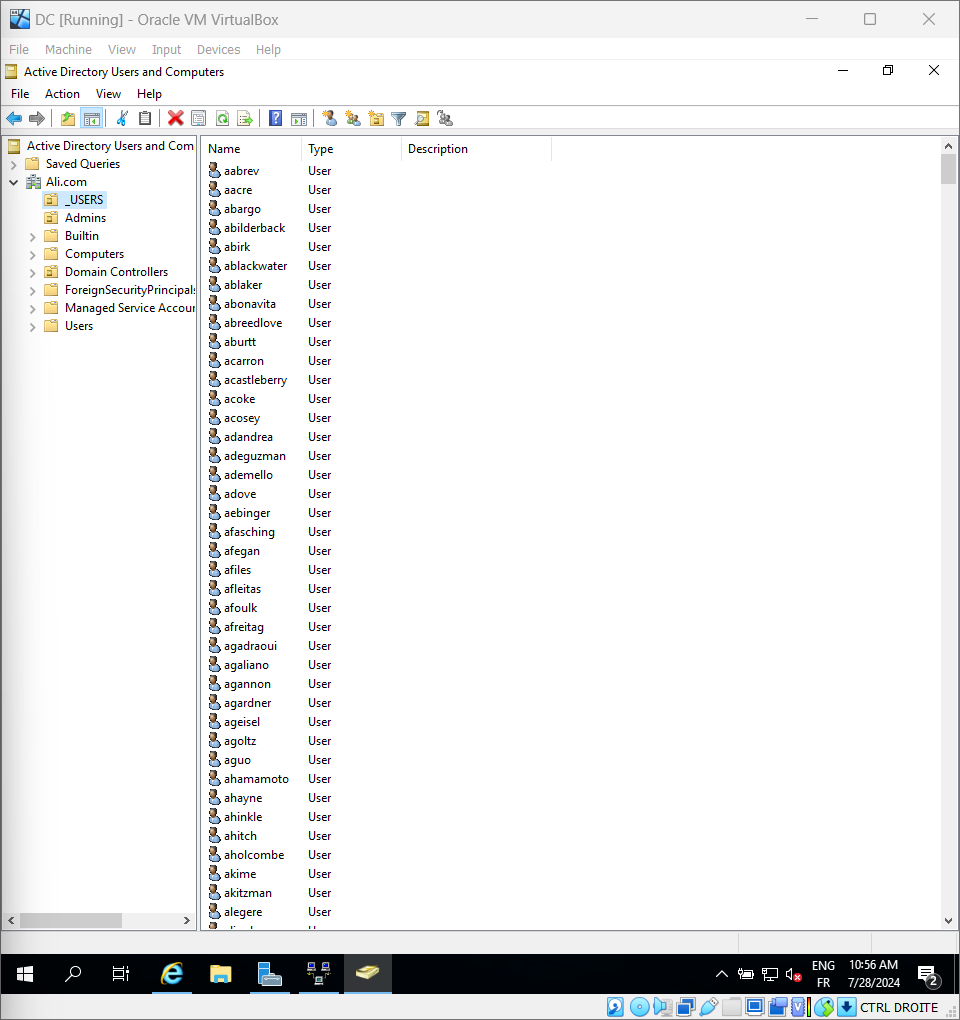 DC [Running] - Oracle VM VirtualBox
File Machine View Input Devices Help
Active Directory Users and Computers
File Action View Help
Active Directory Users and Com
Saved Queries
Ali.com
_USERS
Admins
Builtin
Computers
Domain Controllers
ForeignSecurityPrincipals
Managed Service Accour
Users
Name Type Description
aabrev User
aacre User
abargo User
abilderback User
abirk User
ablackwater User
ablaker User
abonavita User
abreedlove User
aburtt User
acarron User
acastleberry User
acoke User
acosey User
adandrea User
adeguzman User
ademello User
adove User
aebinger User
afasching User
afegan User
afiles User
afleitas User
afoulk User
afreitag User
agadraoui User
agaliano User
agannon User
agardner User
ageisel User
agoltz User
aguo User
ahamamoto User
ahayne User
ahinkle User
ahitch User
aholcombe User
akime User
akitzman User
alegere User
ENG
FR
10:56 AM
7/28/2024
2
CTRL DROITE